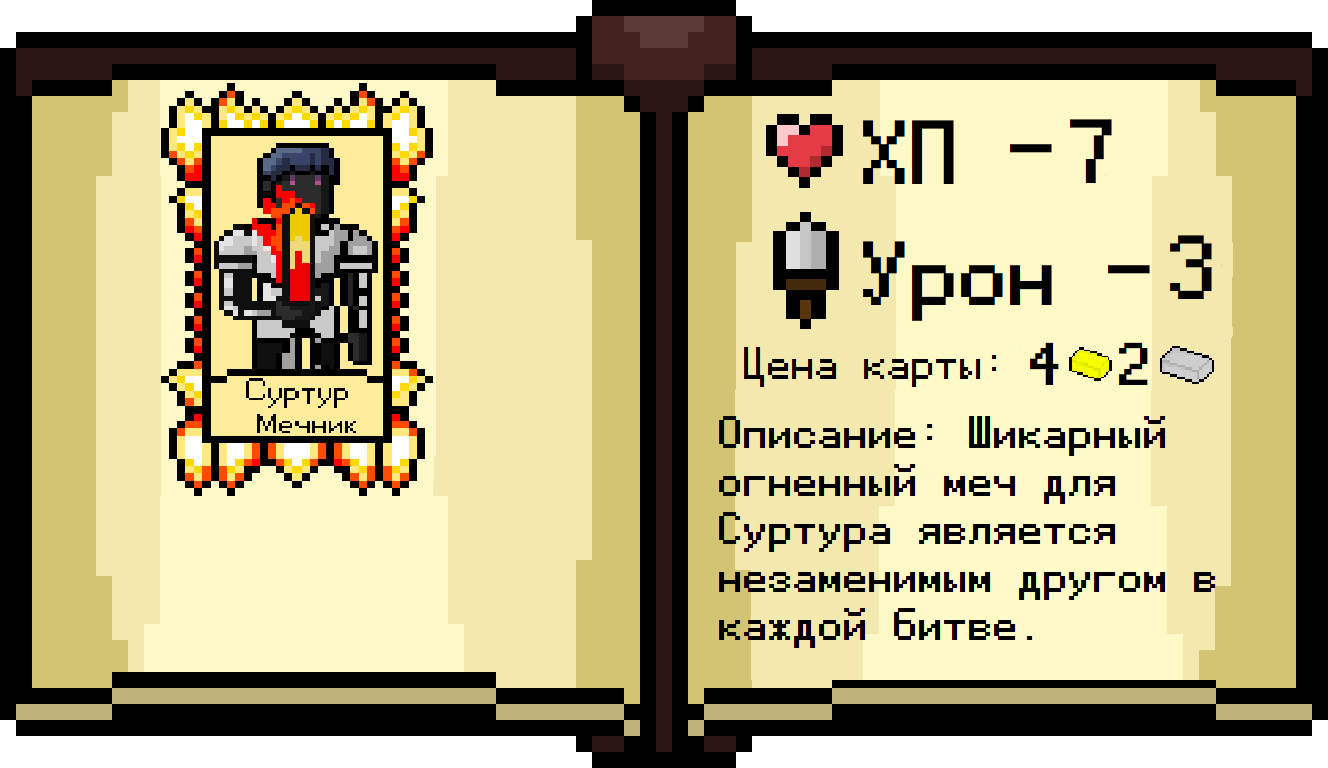 Суртур
Мечник
ХП - 7
Урон - 3
Цена карты: 4 2
Описание: Шикарный
огненный меч для
Суртура является
незаменимым другом в
каждой битве.